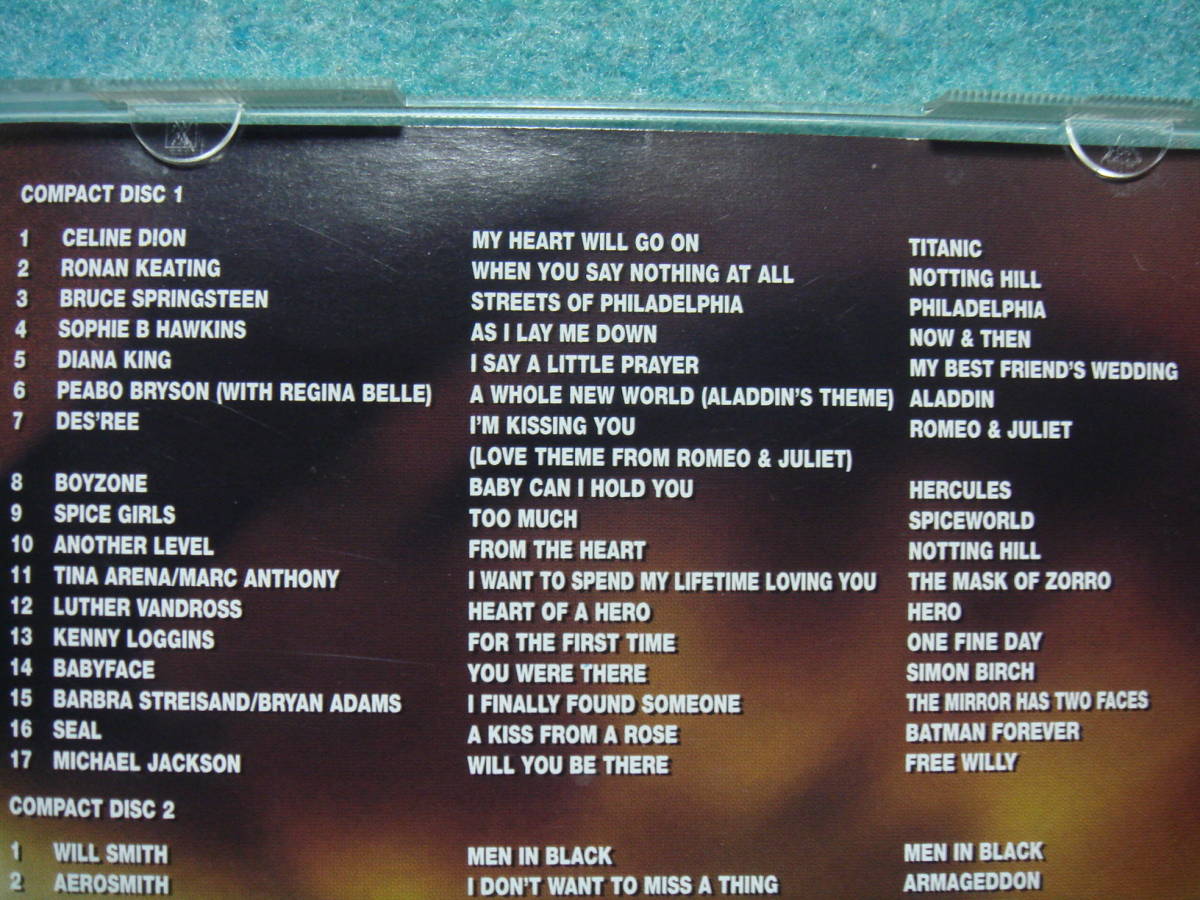 COMPACT DISC 1
1 CELINE DION MY HEART WILL GO ON TITANIC
2 RONAN KEATING WHEN YOU SAY NOTHING AT ALL NOTTING HILL
3 BRUCE SPRINGSTEEN STREETS OF PHILADELPHIA PHILADELPHIA
4 SOPHIE B HAWKINS AS I LAY ME DOWN NOW & THEN
5 DIANA KING I SAY A LITTLE PRAYER MY BEST FRIEND'S WEDDING
6 PEABO BRYSON (WITH REGINA BELLE) A WHOLE NEW WORLD (ALADDIN'S THEME) ALADDIN
7 DES'REE I'M KISSING YOU ROMEO & JULIET
(LOVE THEME FROM ROMEO & JULIET)
8 BOYZONE BABY CAN I HOLD YOU HERCULES
9 SPICE GIRLS TOO MUCH SPICEWORLD
10 ANOTHER LEVEL FROM THE HEART NOTTING HILL
11 TINA ARENA/MARC ANTHONY I WANT TO SPEND MY LIFETIME LOVING YOU THE MASK OF ZORRO
12 LUTHER VANDROSS HEART OF A HERO HERO
13 KENNY LOGGINS FOR THE FIRST TIME ONE FINE DAY
14 BABYFACE YOU WERE THERE SIMON BIRCH
15 BARBRA STREISAND/BRYAN ADAMS I FINALLY FOUND SOMEONE THE MIRROR HAS TWO FACES
16 SEAL A KISS FROM A ROSE BATMAN FOREVER
17 MICHAEL JACKSON WILL YOU BE THERE FREE WILLY
COMPACT DISC 2
1 WILL SMITH MEN IN BLACK MEN IN BLACK
2 AEROSMITH I DON'T WANT TO MISS A THING ARMAGEDDON